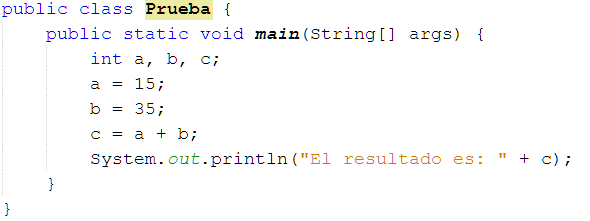 public class Prueba {
    public static void main(String[] args) {
        int a, b, c;
        a = 15;
        b = 35;
        c = a + b;
        System.out.println("El resultado es: " + c);
    }
}